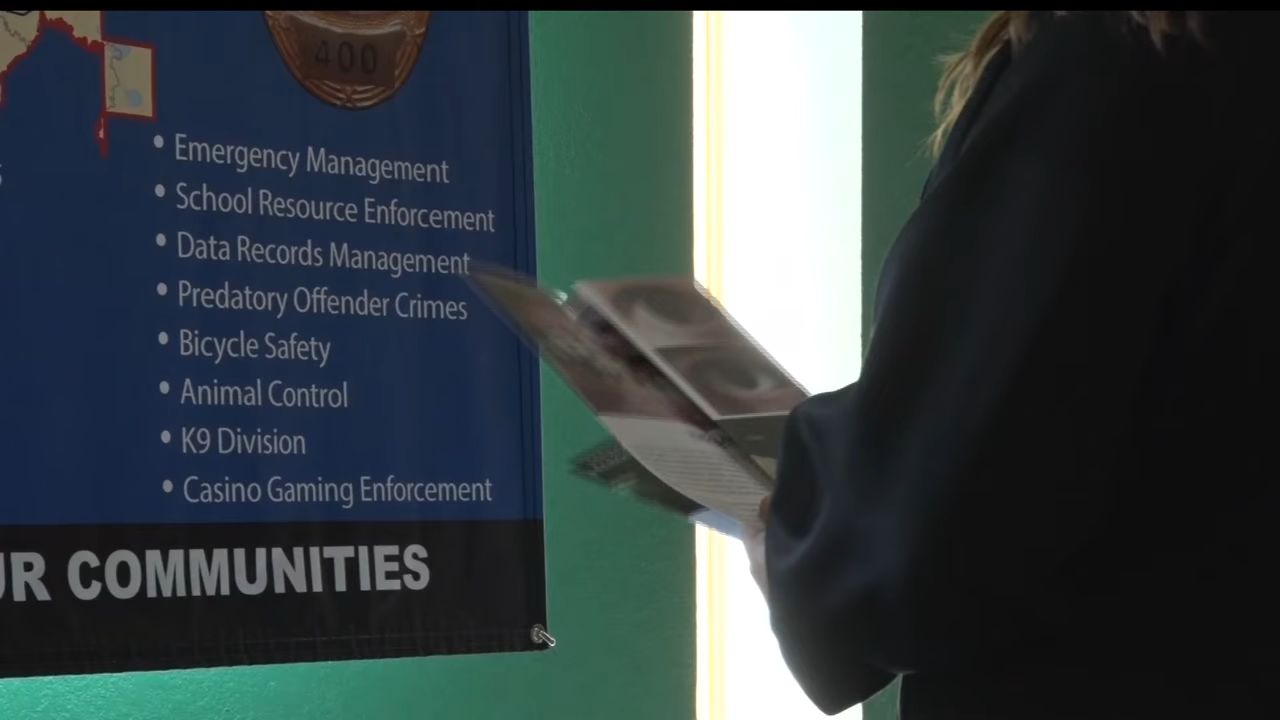 400
• Emergency Management
• School Resource Enforcement
• Data Records Management
• Predatory Offender Crimes
• Bicycle Safety
• Animal Control
• K9 Division
• Casino Gaming Enforcement
UR COMMUNITIES